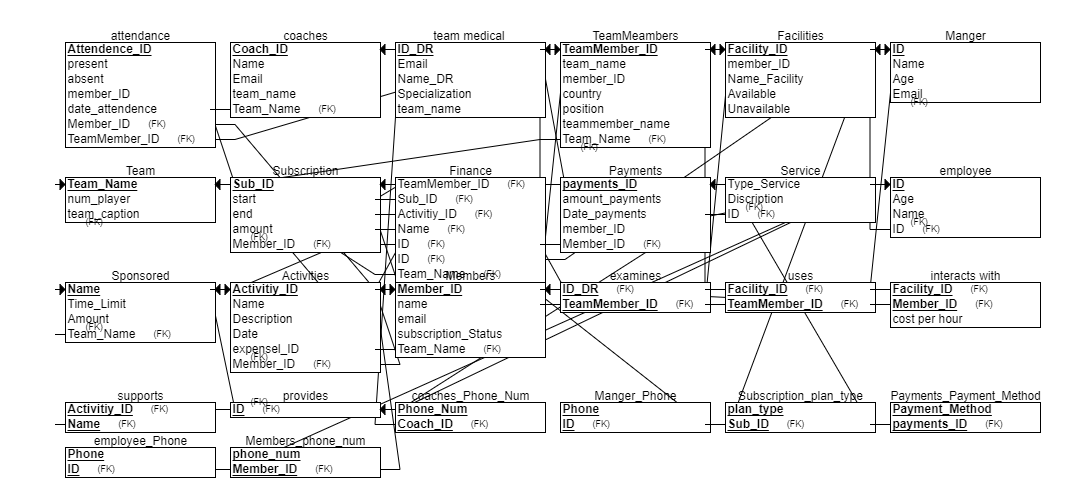 attendance
Attendence_ID
present
absent
member_ID
date_attendence
Member_ID (FK)
TeamMember_ID (FK)
coaches
Coach_ID
Name
Email
team_name
Team_Name (FK)
team medical
ID_DR
Email
Name_DR
Specialization
team_name
TeamMeambers
TeamMember_ID
team_name
member_ID
country
position
teammember_name
Team_Name (FK)
(FK)
Facilities
Facility_ID
member_ID
Name_Facility
Available
Unavailable
Manger
ID
Name
Age
Email
(FK)
Team
Team_Name
num_player
team_caption
(FK)
Subscription
Sub_ID
start
end
amount
(FK)
Member_ID (FK)
Finance
TeamMember_ID (FK)
Sub_ID (FK)
Activitiy_ID (FK)
Name (FK)
ID (FK)
ID (FK)
Team_Name (FK)
Payments
payments_ID
amount_payments
Date_payments
member_ID
Member_ID (FK)
Service
Type_Service
Discription
(FK)
ID (FK)
employee
ID
Age
Name
(FK)
ID (FK)
Sponsored
Name
Time_Limit
Amount
(FK)
Team_Name (FK)
Activities
Activitiy_ID
Name
Description
Date
expensel_ID
(FK)
Member_ID (FK)
Members
Member_ID
name
email
subscription_Status
Team_Name (FK)
examines
ID_DR (FK)
TeamMember_ID (FK)
uses
Facility_ID (FK)
TeamMember_ID (FK)
interacts with
Facility_ID (FK)
Member_ID (FK)
cost per hour
supports
Activitiy_ID (FK)
Name (FK)
provides
(FK)
ID (FK)
coaches_Phone_Num
Phone_Num
Coach_ID (FK)
Manger_Phone
Phone
ID (FK)
Subscription_plan_type
plan_type
Sub_ID (FK)
Payments_Payment_Method
Payment_Method
payments_ID (FK)
employee_Phone
Phone
ID (FK)
Members_phone_num
phone_num
Member_ID (FK)